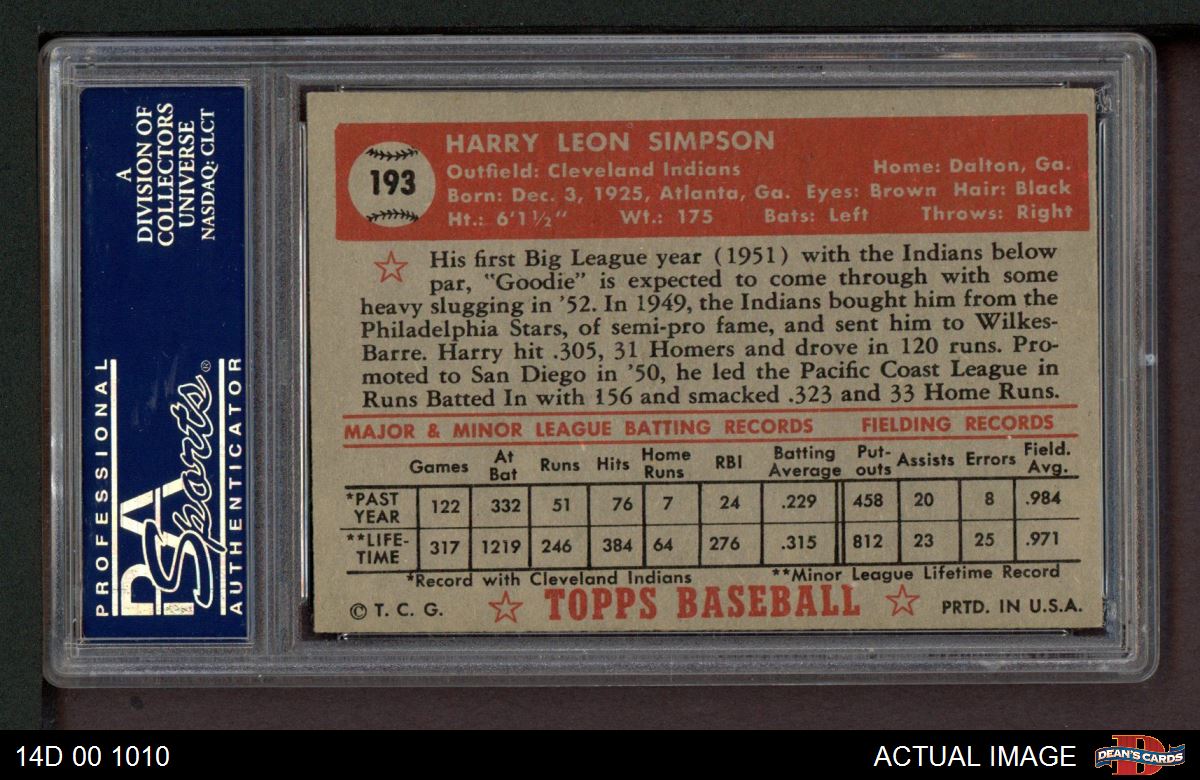 A
DIVISION OF
COLLECTORS
UNIVERSE
NASDAQ: CLCT
PROFESSIONAL
PSA
Sports®
AUTHENTICATOR
193
HARRY LEON SIMPSON
Outfield: Cleveland Indians Home: Dalton, Ga.
Born: Dec. 3, 1925, Atlanta, Ga. Eyes: Brown Hair: Black
Ht.: 6'1½" Wt.: 175 Bats: Left Throws: Right
His first Big League year (1951) with the Indians below
par, "Goodie" is expected to come through with some
heavy slugging in '52. In 1949, the Indians bought him from the
Philadelphia Stars, of semi-pro fame, and sent him to Wilkes-
Barre. Harry hit .305, 31 Homers and drove in 120 runs. Pro-
moted to San Diego in '50, he led the Pacific Coast League in
Runs Batted In with 156 and smacked .323 and 33 Home Runs.
MAJOR & MINOR LEAGUE BATTING RECORDS FIELDING RECORDS
Games At Bat Runs Hits Home Runs RBI Batting Average Put-outs Assists Errors Field. Avg.
*PAST YEAR 122 332 51 76 7 24 .229 458 20 8 .984
**LIFE-TIME 317 1219 246 384 64 276 .315 812 23 25 .971
*Record with Cleveland Indians **Minor League Lifetime Record
© T. C. G. TOPPS BASEBALL PRTD. IN U.S.A.
14D 00 1010 ACTUAL IMAGE D DEAN'S CARDS